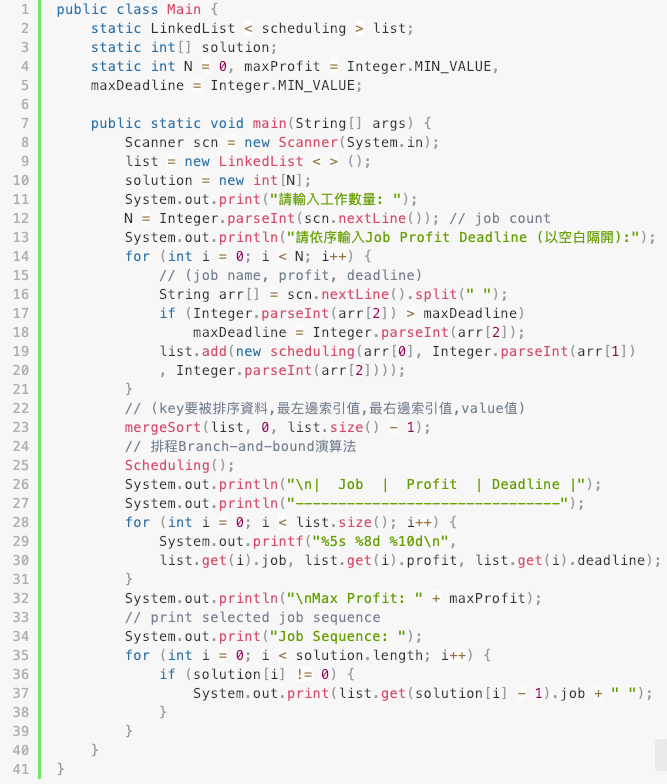 1 public class Main {
2     static LinkedList < scheduling > list;
3     static int[] solution;
4     static int N = 0, maxProfit = Integer.MIN_VALUE,
5     maxDeadline = Integer.MIN_VALUE;
6
7     public static void main(String[] args) {
8         Scanner scn = new Scanner(System.in);
9         list = new LinkedList < > ();
10         solution = new int[N];
11         System.out.print("請輸入工作數量: ");
12         N = Integer.parseInt(scn.nextLine()); // job count
13         System.out.println("請依序輸入Job Profit Deadline (以空白隔開):");
14         for (int i = 0; i < N; i++) {
15             // (job name, profit, deadline)
16             String arr[] = scn.nextLine().split(" ");
17             if (Integer.parseInt(arr[2]) > maxDeadline)
18                 maxDeadline = Integer.parseInt(arr[2]);
19             list.add(new scheduling(arr[0], Integer.parseInt(arr[1])
20             , Integer.parseInt(arr[2])));
21         }
22         // (key要被排序資料,最左邊索引值,最右邊索引值,value值)
23         mergeSort(list, 0, list.size() - 1);
24         // 排程Branch-and-bound演算法
25         Scheduling();
26         System.out.println("\n|  Job  |  Profit  | Deadline |");
27         System.out.println("-------------------------------");
28         for (int i = 0; i < list.size(); i++) {
29             System.out.printf("%5s %8d %10d\n",
30             list.get(i).job, list.get(i).profit, list.get(i).deadline);
31         }
32         System.out.println("\nMax Profit: " + maxProfit);
33         // print selected job sequence
34         System.out.print("Job Sequence: ");
35         for (int i = 0; i < solution.length; i++) {
36             if (solution[i] != 0) {
37                 System.out.print(list.get(solution[i] - 1).job + " ");
38             }
39         }
40     }
41 }